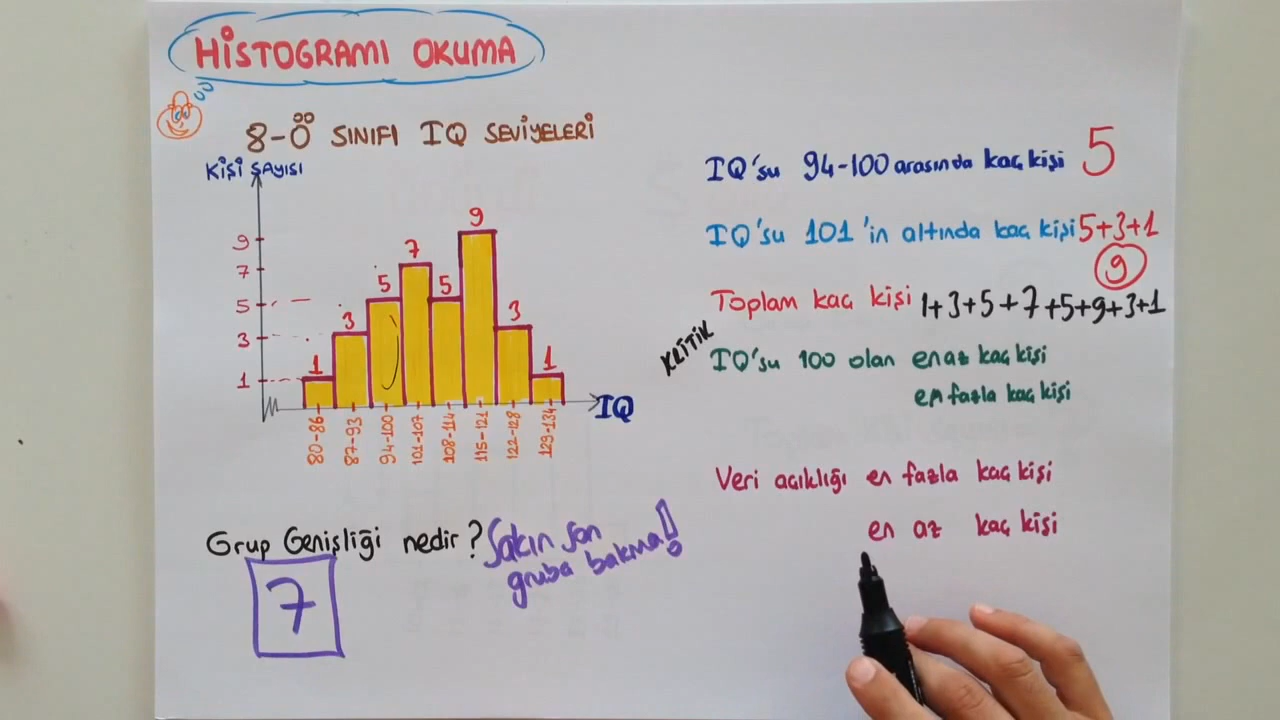 HİSTOGRAMI OKUMA
8-Ö SINIFI IQ SEVİYELERİ
KİŞİ SAYISI
9
7
5
3
1
1
3
5
7
5
9
3
1
IQ
80-86
87-93
94-100
101-107
108-114
115-121
122-128
129-134
Grup Genişliği nedir?
Sakın son
gruba bakma!
7
IQ'su 94-100 arasında kaç kişi 5
IQ'su 101'in altında kaç kişi 5+3+1
9
Toplam kaç kişi 1+3+5+7+5+9+3+1
KRİTİK
IQ'su 100 olan en az kaç kişi
en fazla kaç kişi
Veri açıklığı en fazla kaç kişi
en az kaç kişi